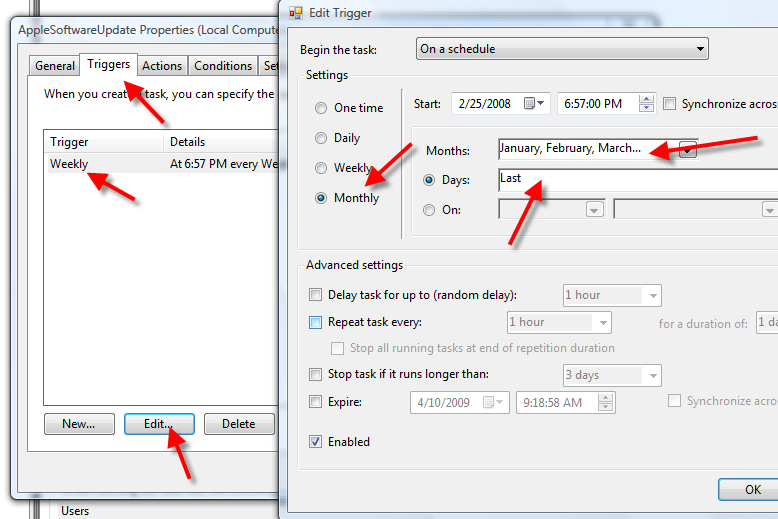 AppleSoftwareUpdate Properties (Local Compute
General Triggers Actions Conditions Set
When you create a task, you can specify the
Trigger Details
Weekly At 6:57 PM every We
New... Edit... Delete
Users
Edit Trigger
Begin the task: On a schedule
Settings
One time
Daily
Weekly
Monthly
Start: 2/25/2008 6:57:00 PM Synchronize across
Months: January, February, March...
Days: Last
On:
Advanced settings
Delay task for up to (random delay): 1 hour
Repeat task every: 1 hour for a duration of: 1 da
Stop all running tasks at end of repetition duration
Stop task if it runs longer than: 3 days
Expire: 4/10/2009 9:18:58 AM Synchronize acro
Enabled
OK